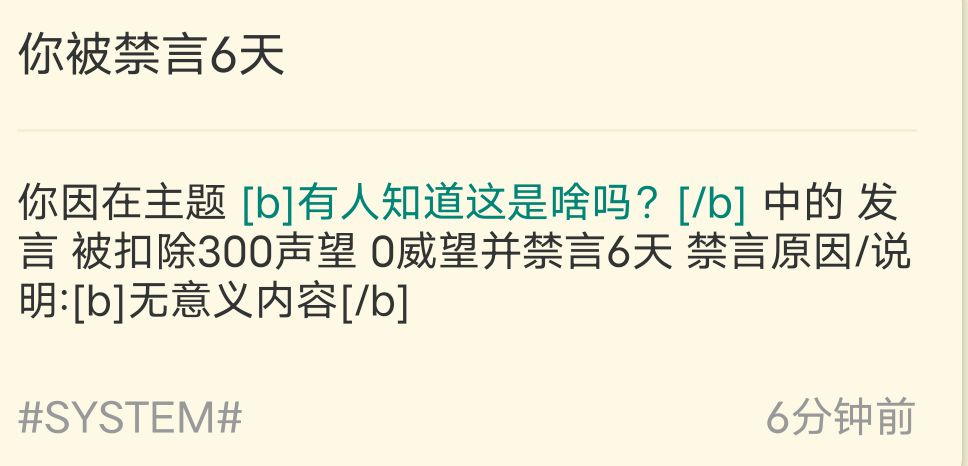 你被禁言6天
你因在主题 [b]有人知道这是啥吗？[/b] 中的 发
言 被扣除300声望 0威望并禁言6天 禁言原因/说
明:[b]无意义内容[/b]
#SYSTEM# 6分钟前